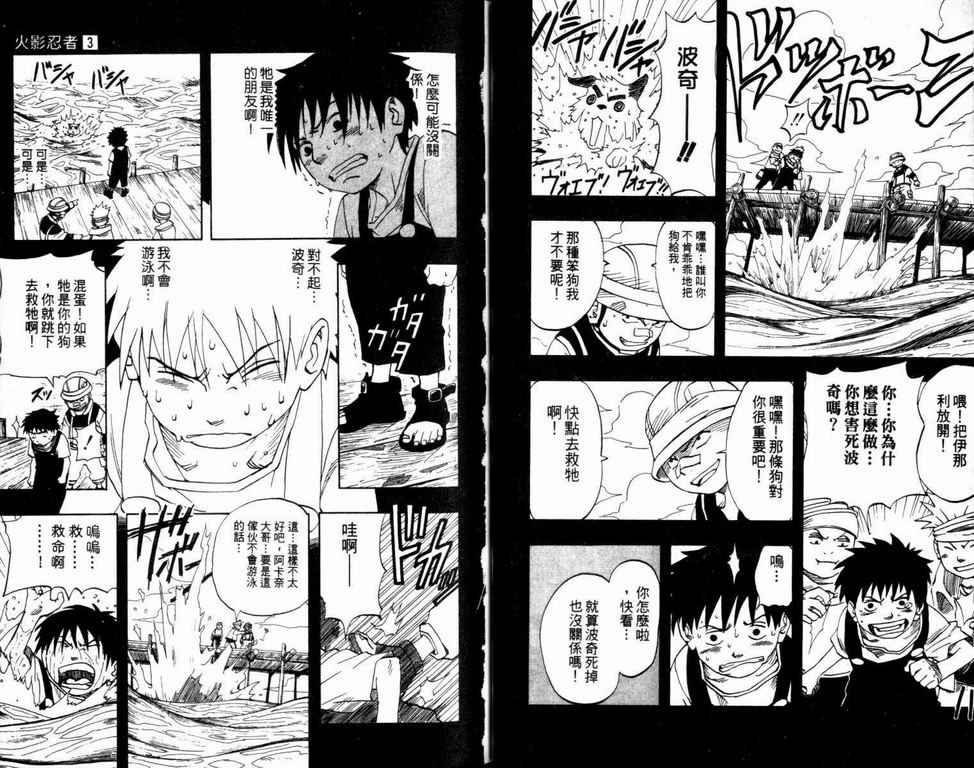 ドッ
ボーン
!!
バシャ
バシャ
波奇
──!!
ヴォエブ!
ヴォエブ!!
嘿嘿…誰叫你
不肯乖乖地把
狗給我，
那種笨狗我
才不要呢！
喂！把伊那
利放開！
你…你為什
麼這麼做…
你想害死波
奇嗎？
嘿嘿！那條狗對
你很重要吧！
快點去救牠
啊！
嗚…
你怎麼啦
，快看…
就算波奇死掉
也沒關係嗎！
火影忍者 3
怎麼可能沒關
係！
牠是我唯一
的朋友啊！
バシャ
バシャ
可是…
可是…
ガタ
ガタ
對不起…
波奇…
我不會
游泳啊…
混蛋！如果
牠是你的狗
，你就跳下
去救牠啊！
ズッ
ドカッ
哇啊
ザボーン
這…這樣不太
好吧，阿卡奈
大哥…要是這
傢伙不會游泳
的話…
嗚嗚…
救…
救命啊
……